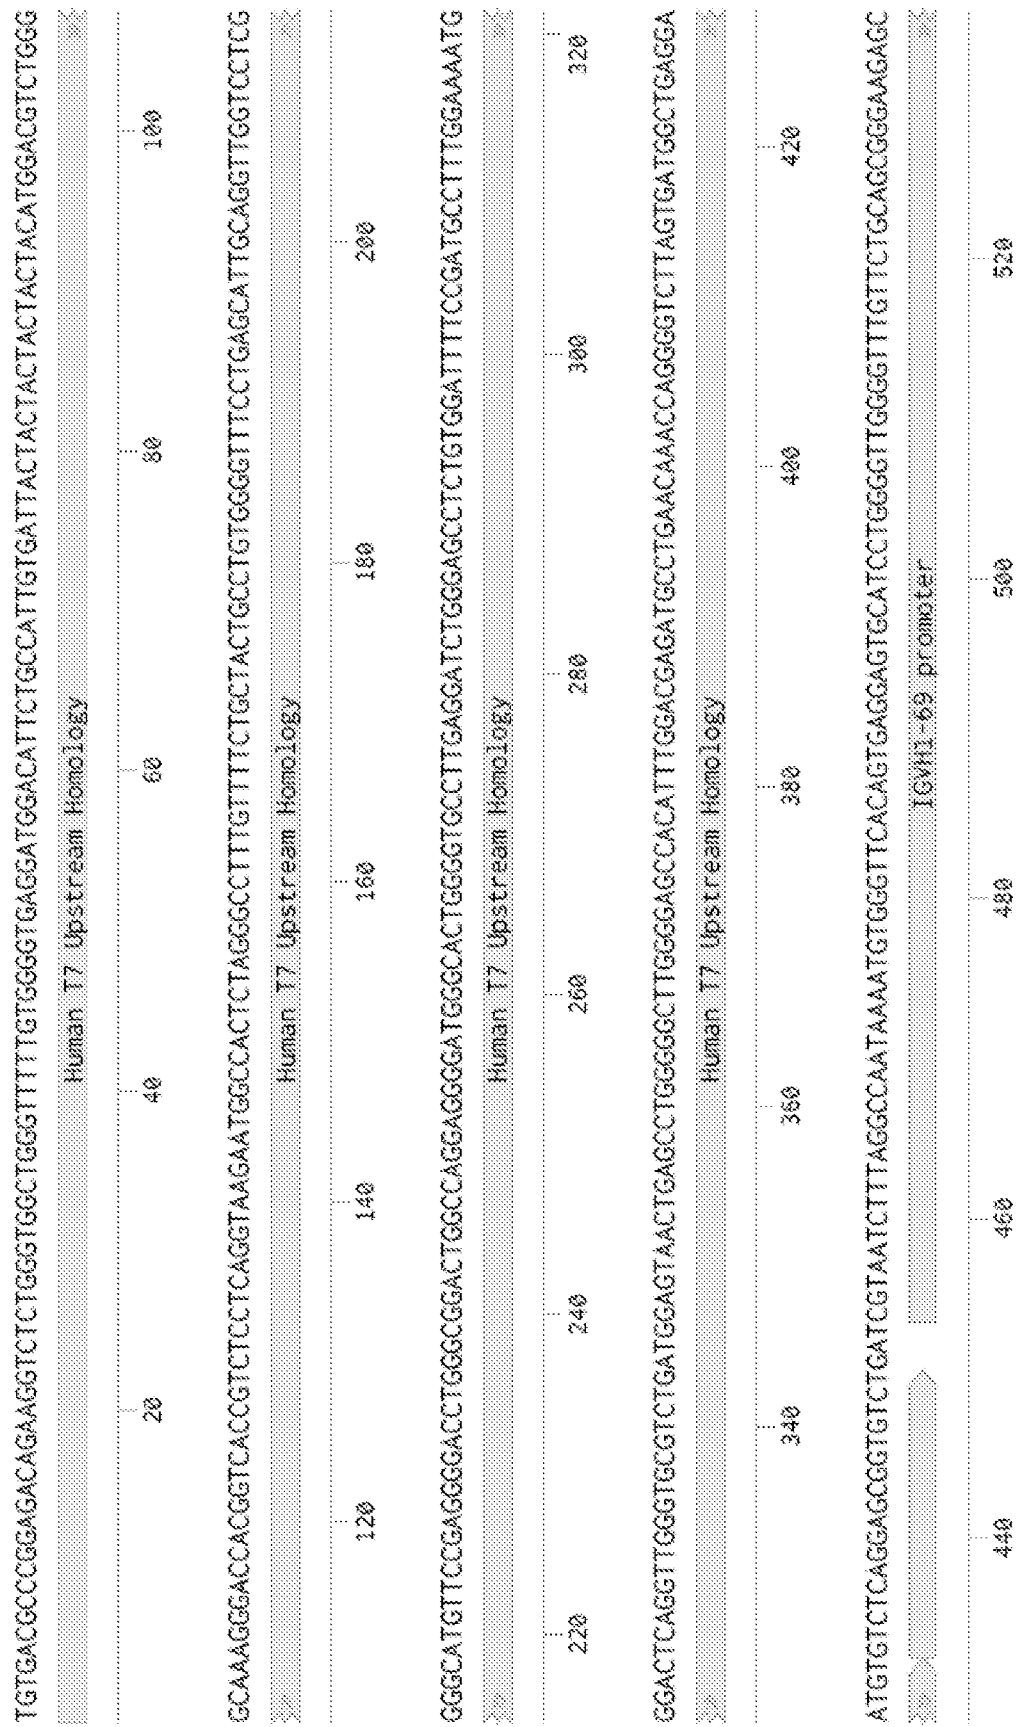 TGTGACGCCCGGAGACAGAAGGTCTCTGGGTGGCTGGGTTTTTGTGGGGTGAGGATGGACATTCTGCCATTGTGATTACTACTACTACTACTACATGGACGTCTGGG
Human T7 Upstream Homology
20 40 60 80 100
GCAAAGGGACCACGGTCACCGTCTCCTCAGGTAAGAATGGCCACTCTAGGGCCTTTGTTTTCTGCTACTGCCTGTGGGGTTTCCTGAGCATTGCAGGTTGGTCCTCG
Human T7 Upstream Homology
120 140 160 180 200
GGGCATGTTCCGAGGGGACCTGGGCGGACTGGCCAGGAGGGGATGGGCACTGGGGTGCCTTGAGGATCTGGGAGCCTCTGTGGATTTTCCGATGCCTTTGGAAAATG
Human T7 Upstream Homology
220 240 260 280 300 320
GGACTCAGGTTGGGTGCGTCTGATGGAGTAACTGAGCCTGGGGGCTTGGGGAGCCACATTTGGACGAGATGCCTGAACAAACCAGGGGTCTTAGTGATGGCTGAGGA
Human T7 Upstream Homology
340 360 380 400 420
ATGTGTCTCAGGAGCGGTGTCTGATCGTAATCTTTAGGCCAATAAAATGTGGGTTCACAGTGAGGAGTGCATCCTGGGGTTGGGGTTTGTTCTGCAGCGGGAAGAGC
IGVH1-69 promoter
440 460 480 500 520